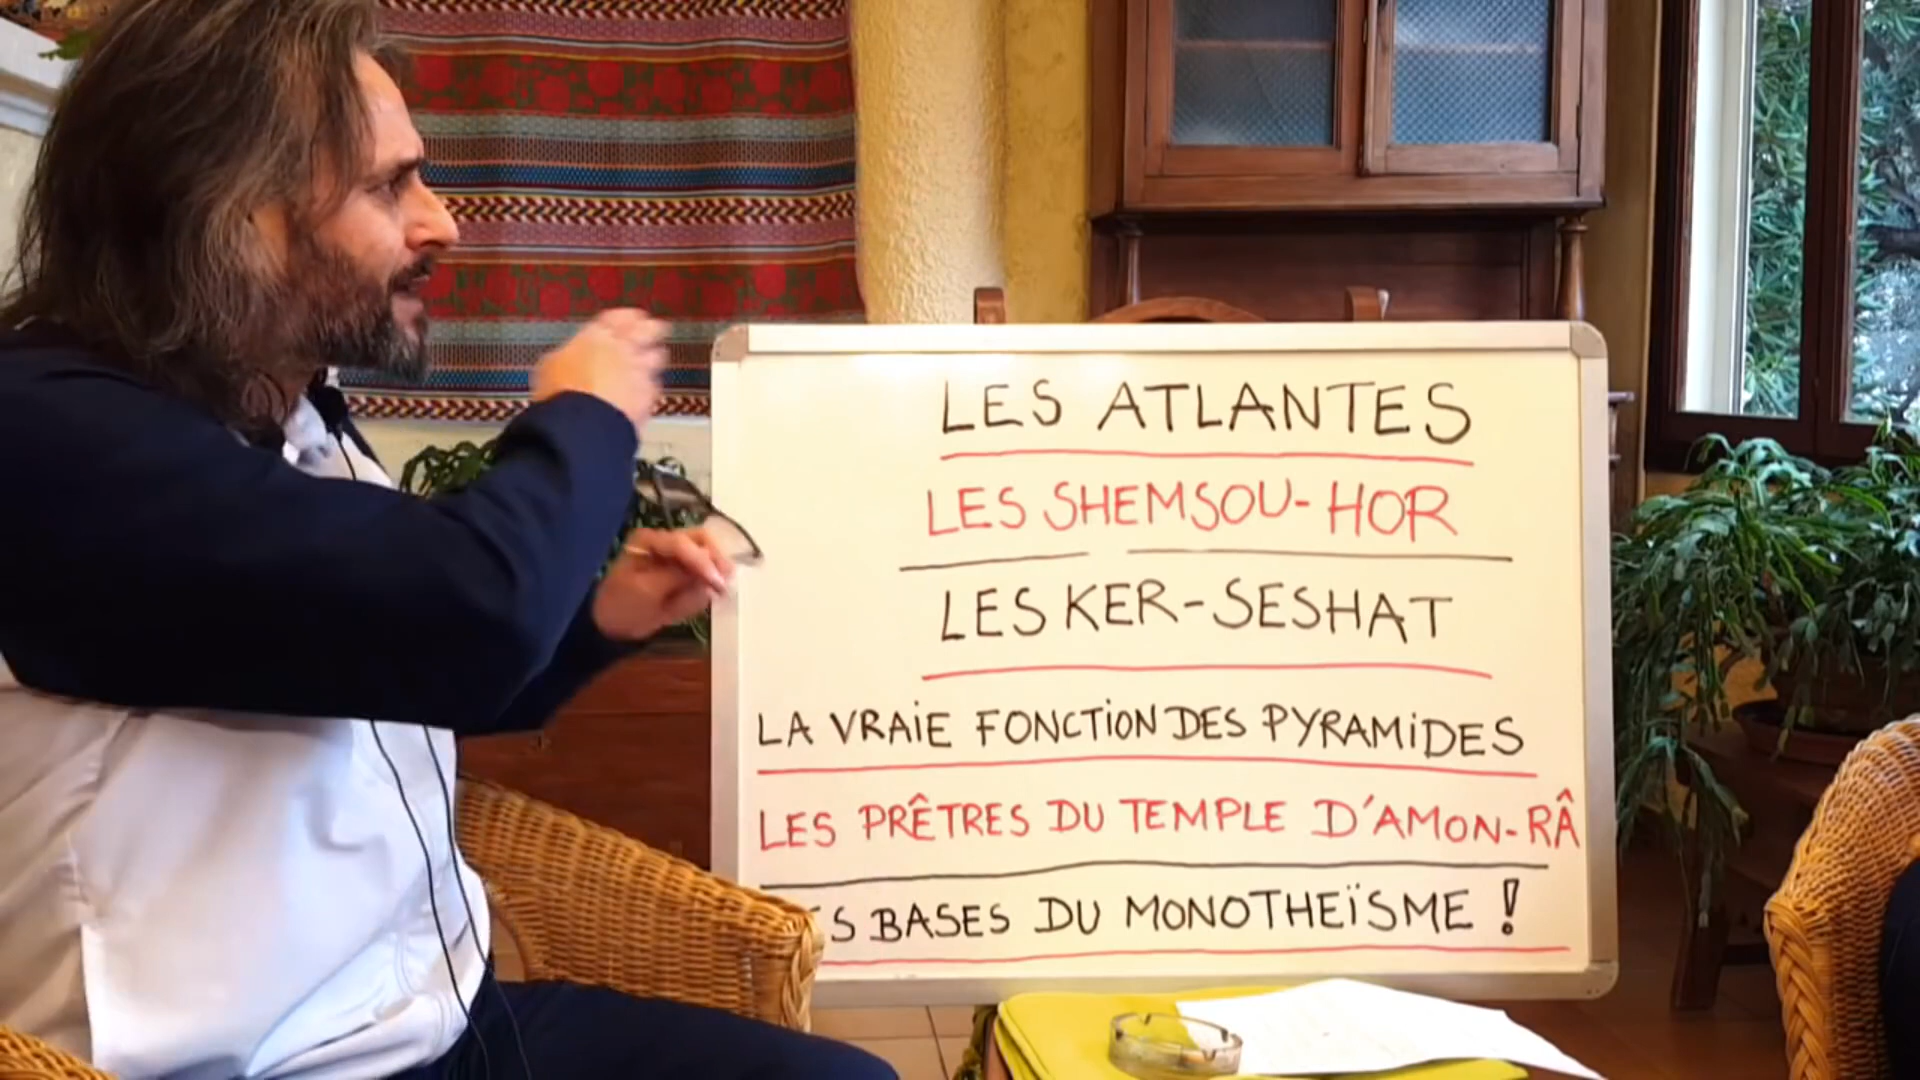 LES ATLANTES
LES SHEMSOU-HOR
LES KER-SESHAT
LA VRAIE FONCTION DES PYRAMIDES
LES PRÊTRES DU TEMPLE D'AMON-RÂ
BASES DU MONOTHEÏSME !